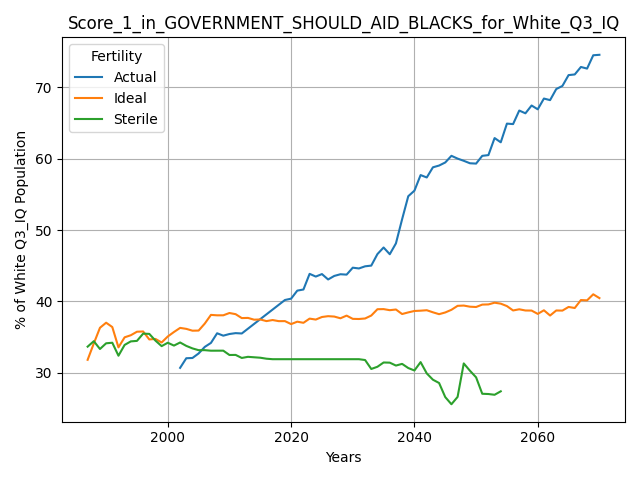 Score_1_in_GOVERNMENT_SHOULD_AID_BLACKS_for_White_Q3_IQ
Fertility
Actual
Ideal
Sterile
% of White Q3_IQ Population
70
60
50
40
30
2000
2020
2040
2060
Years